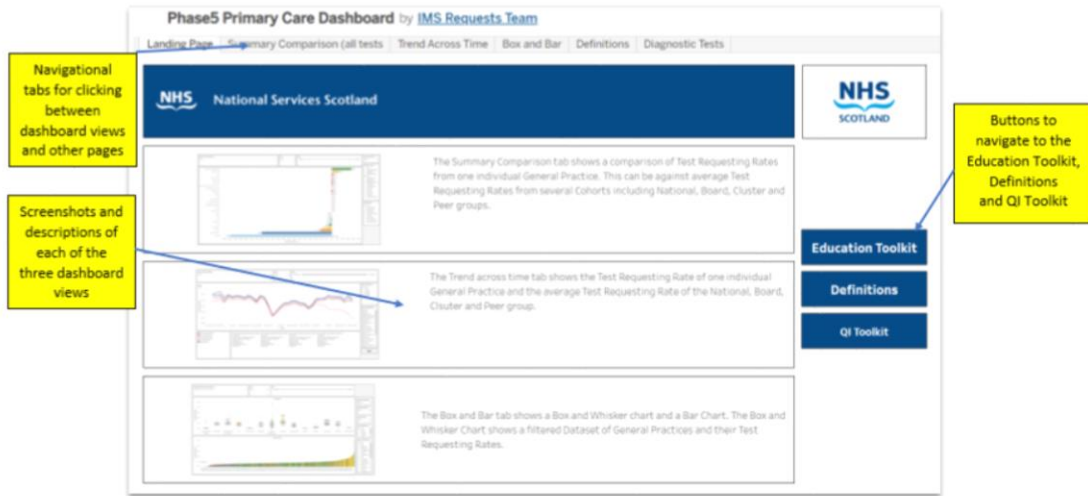 Phase5 Primary Care Dashboard by IMS Requests Team
Landing Page
Summary Comparison (all tests
Trend Across Time
Box and Bar
Definitions
Diagnostic Tests
Navigational
tabs for clicking
between
dashboard views
and other pages
NHS
National Services Scotland
NHS
SCOTLAND
Buttons to
navigate to the
Education Toolkit,
Definitions
and QI Toolkit
The Summary Comparison tab shows a comparison of Test Requesting Rates
from one individual General Practice. This can be against average Test
Requesting Rates from several Cohorts including National, Board, Cluster and
Peer groups.
Screenshots and
descriptions of
each of the
three dashboard
views
The Trend across time tab shows the Test Requesting Rate of one individual
General Practice and the average Test Requesting Rate of the National, Board,
Clsuter and Peer group.
Education Toolkit
Definitions
QI Toolkit
The Box and Bar tab shows a Box and Whisker chart and a Bar Chart. The Box and
Whisker Chart shows a filtered Dataset of General Practices and their Test
Requesting Rates.